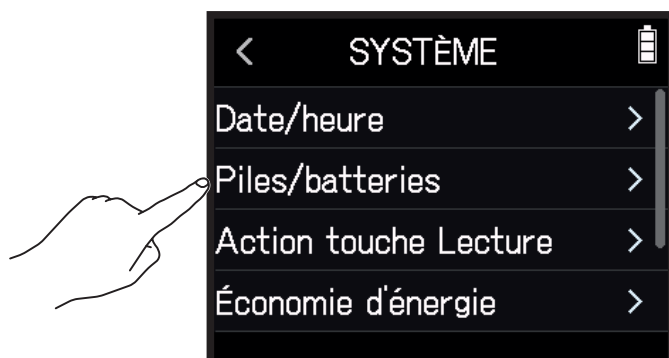 SYSTÈME
Date/heure
Piles/batteries
Action touche Lecture
Économie d'énergie